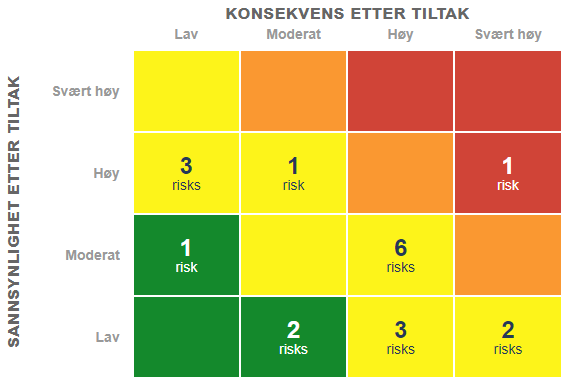 KONSEKVENS ETTER TILTAK
Lav Moderat Høy Svært høy
SANNSYNLIGHET ETTER TILTAK
Svært høy
Høy
3 1 1
risks risk risk
Moderat
1 6
risk risks
Lav
2 3 2
risks risks risks